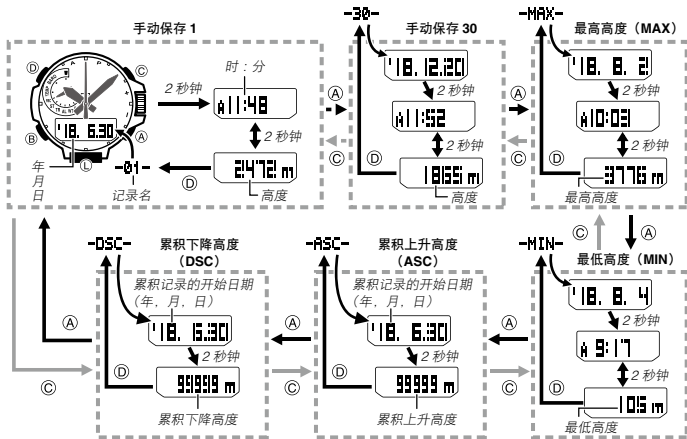 手动保存 1
-30-
手动保存 30
-MAX-
最高高度（MAX）
Ⓓ
Ⓒ
Ⓑ
Ⓐ
Ⓛ
'18. 6.30
年
月
日
-01-
记录名
2 秒钟
时：分
A11:48
2 秒钟
Ⓓ
2472 m
高度
Ⓐ
Ⓒ
'18. 12.20
2 秒钟
A11:52
2 秒钟
Ⓓ
1855 m
高度
Ⓐ
Ⓒ
'18. 8. 2
2 秒钟
A10:03
2 秒钟
Ⓓ
3776 m
最高高度
Ⓒ
Ⓐ
-DSC-
累积下降高度
（DSC）
累积记录的开始日期
（年，月，日）
'18. 15.30
2 秒钟
Ⓓ
99999 m
累积下降高度
Ⓐ
Ⓒ
-ASC-
累积上升高度
（ASC）
累积记录的开始日期
（年，月，日）
'18. 6.30
2 秒钟
Ⓓ
99999 m
累积上升高度
Ⓐ
Ⓒ
-MIN-
最低高度（MIN）
'18. 8. 4
2 秒钟
A 9:17
2 秒钟
Ⓓ
105 m
最低高度
Ⓐ
Ⓒ